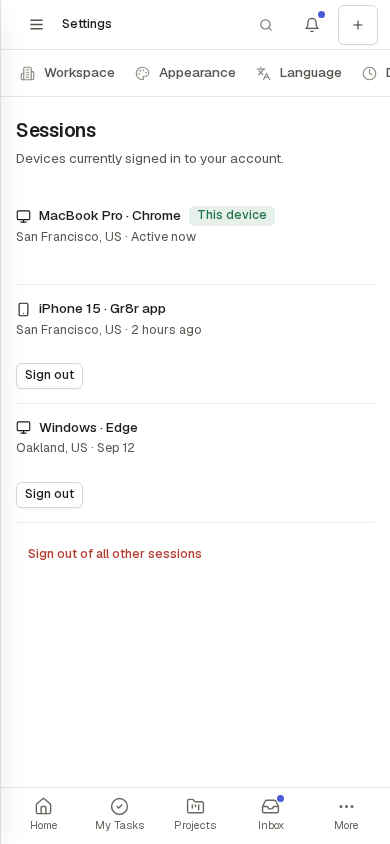 Settings
Workspace Appearance Language
Sessions
Devices currently signed in to your account.
MacBook Pro · Chrome This device
San Francisco, US · Active now
iPhone 15 · Gr8r app
San Francisco, US · 2 hours ago
Sign out
Windows · Edge
Oakland, US · Sep 12
Sign out
Sign out of all other sessions
Home My Tasks Projects Inbox More